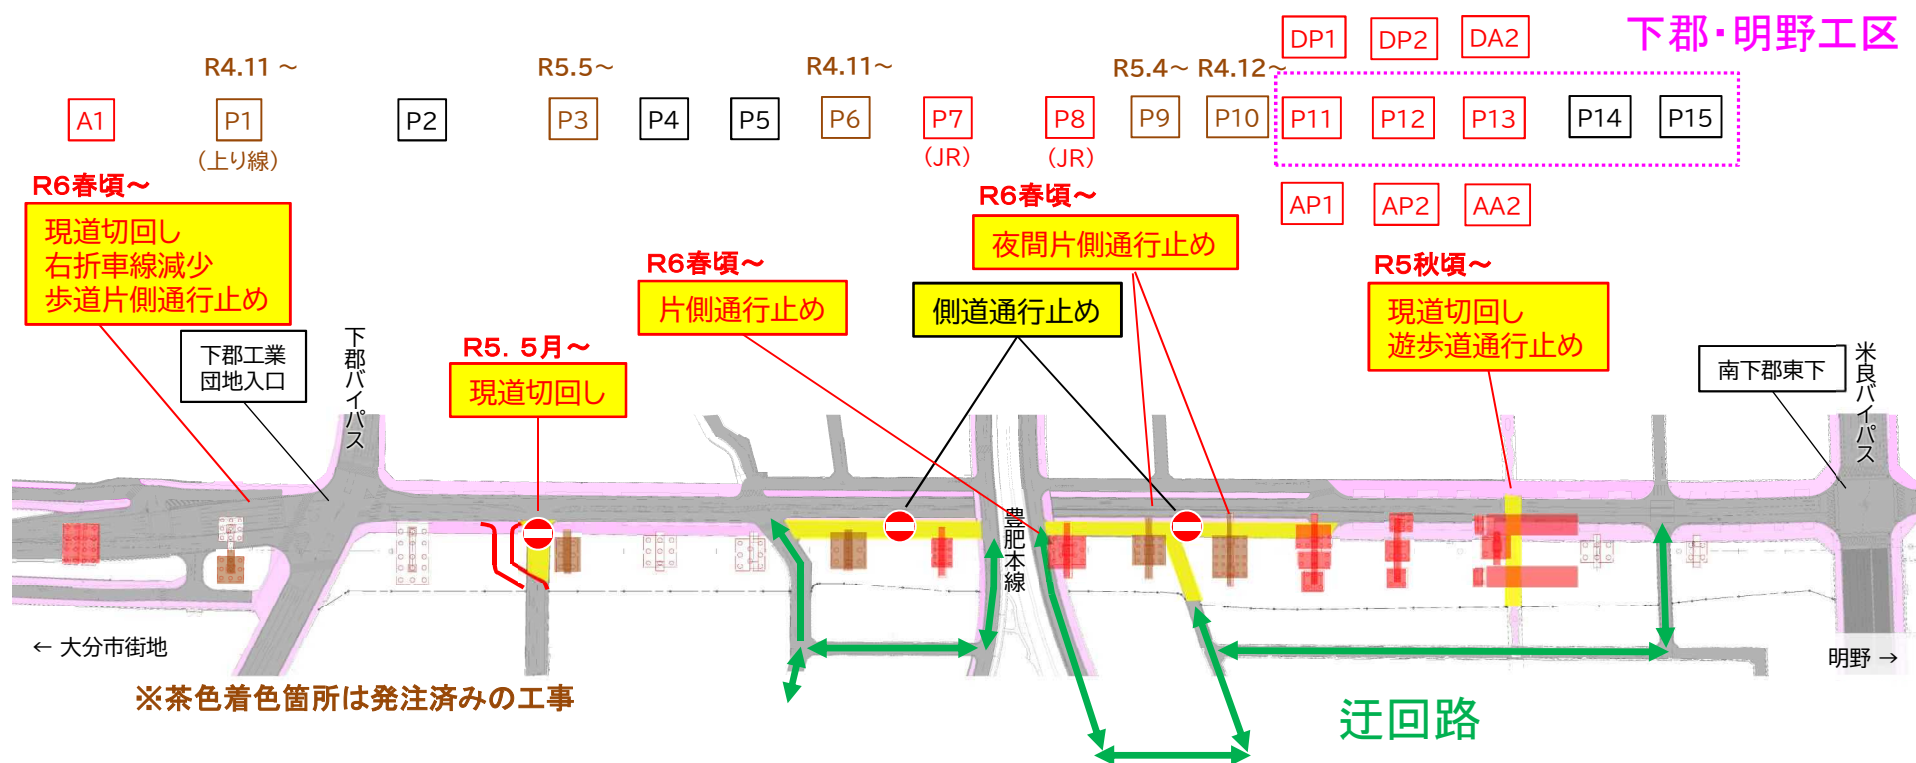 下郡・明野工区
DP1
DP2
DA2
R4.11 ～
R5.5～
R4.11～
R5.4～
R4.12～
A1
P1
(上り線)
P2
P3
P4
P5
P6
P7
(JR)
P8
(JR)
P9
P10
P11
P12
P13
P14
P15
AP1
AP2
AA2
R6春頃～
現道切回し
右折車線減少
歩道片側通行止め
R6春頃～
夜間片側通行止め
R6春頃～
片側通行止め
側道通行止め
R5秋頃～
現道切回し
遊歩道通行止め
R5．5月～
現道切回し
下郡工業
団地入口
下郡バイパス
南下郡東下
米良バイパス
豊肥本線
← 大分市街地
明野 →
※茶色着色箇所は発注済みの工事
迂回路